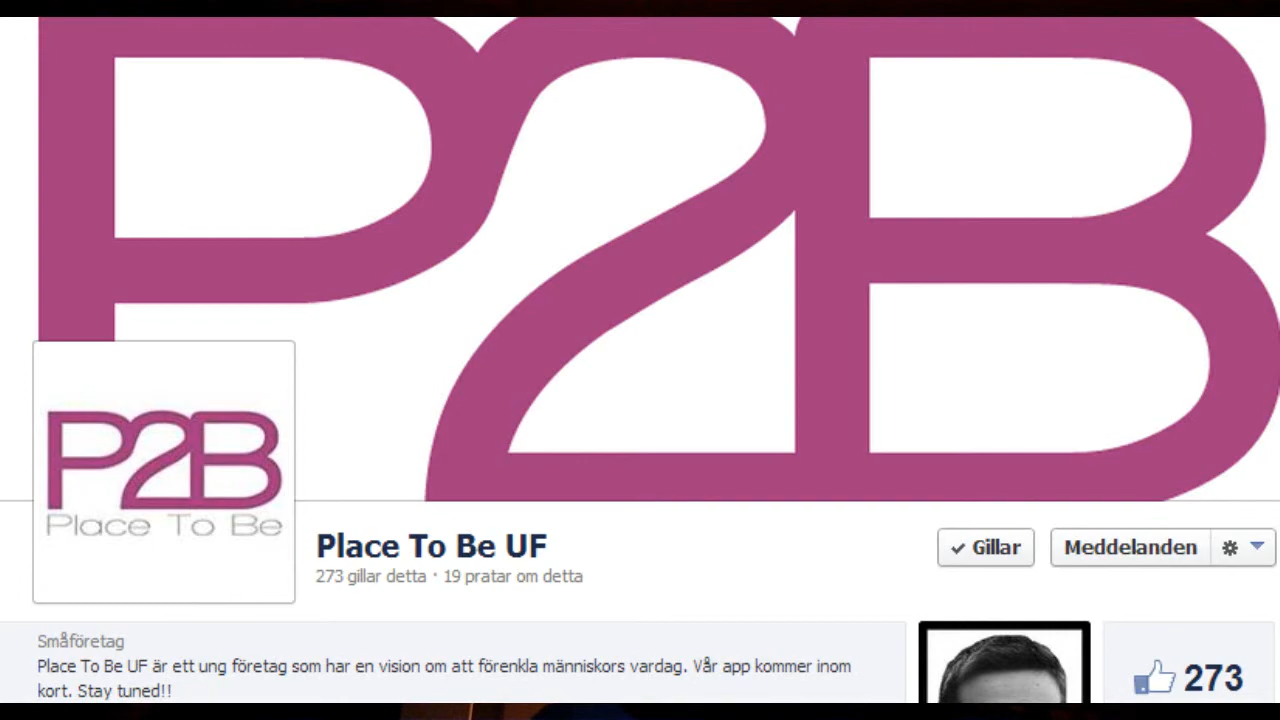 P2B
P2B
Place To Be
Place To Be UF
Gillar
Meddelanden
273 gillar detta · 19 pratar om detta
Småföretag
Place To Be UF är ett ung företag som har en vision om att förenkla människors vardag. Vår app kommer inom
kort. Stay tuned!!
273